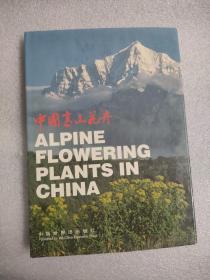 中国高山花卉
ALPINE
FLOWERING
PLANTS IN
CHINA